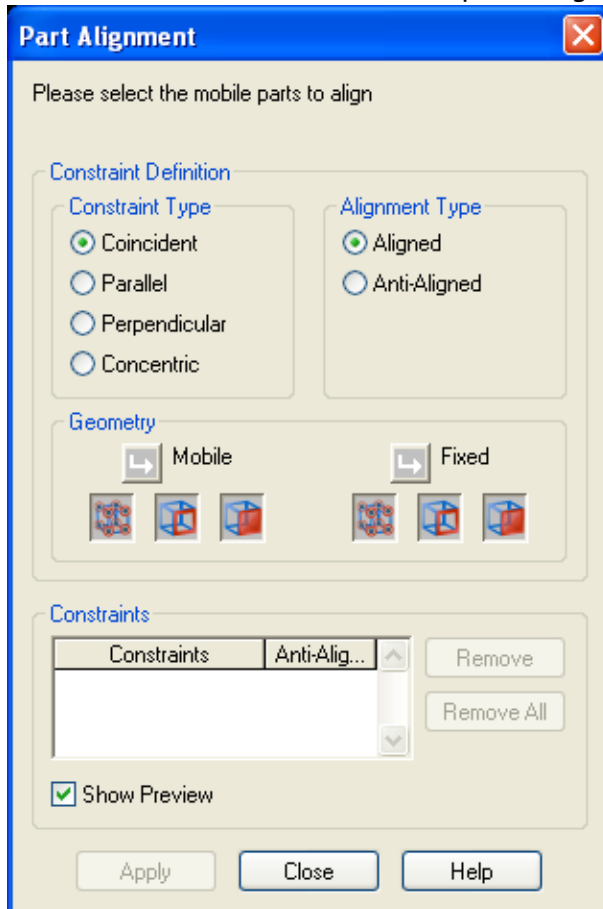 Part Alignment
Please select the mobile parts to align
Constraint Definition
Constraint Type
Coincident
Parallel
Perpendicular
Concentric
Alignment Type
Aligned
Anti-Aligned
Geometry
Mobile
Fixed
Constraints
Constraints Anti-Alig...
Remove
Remove All
Show Preview
Apply Close Help